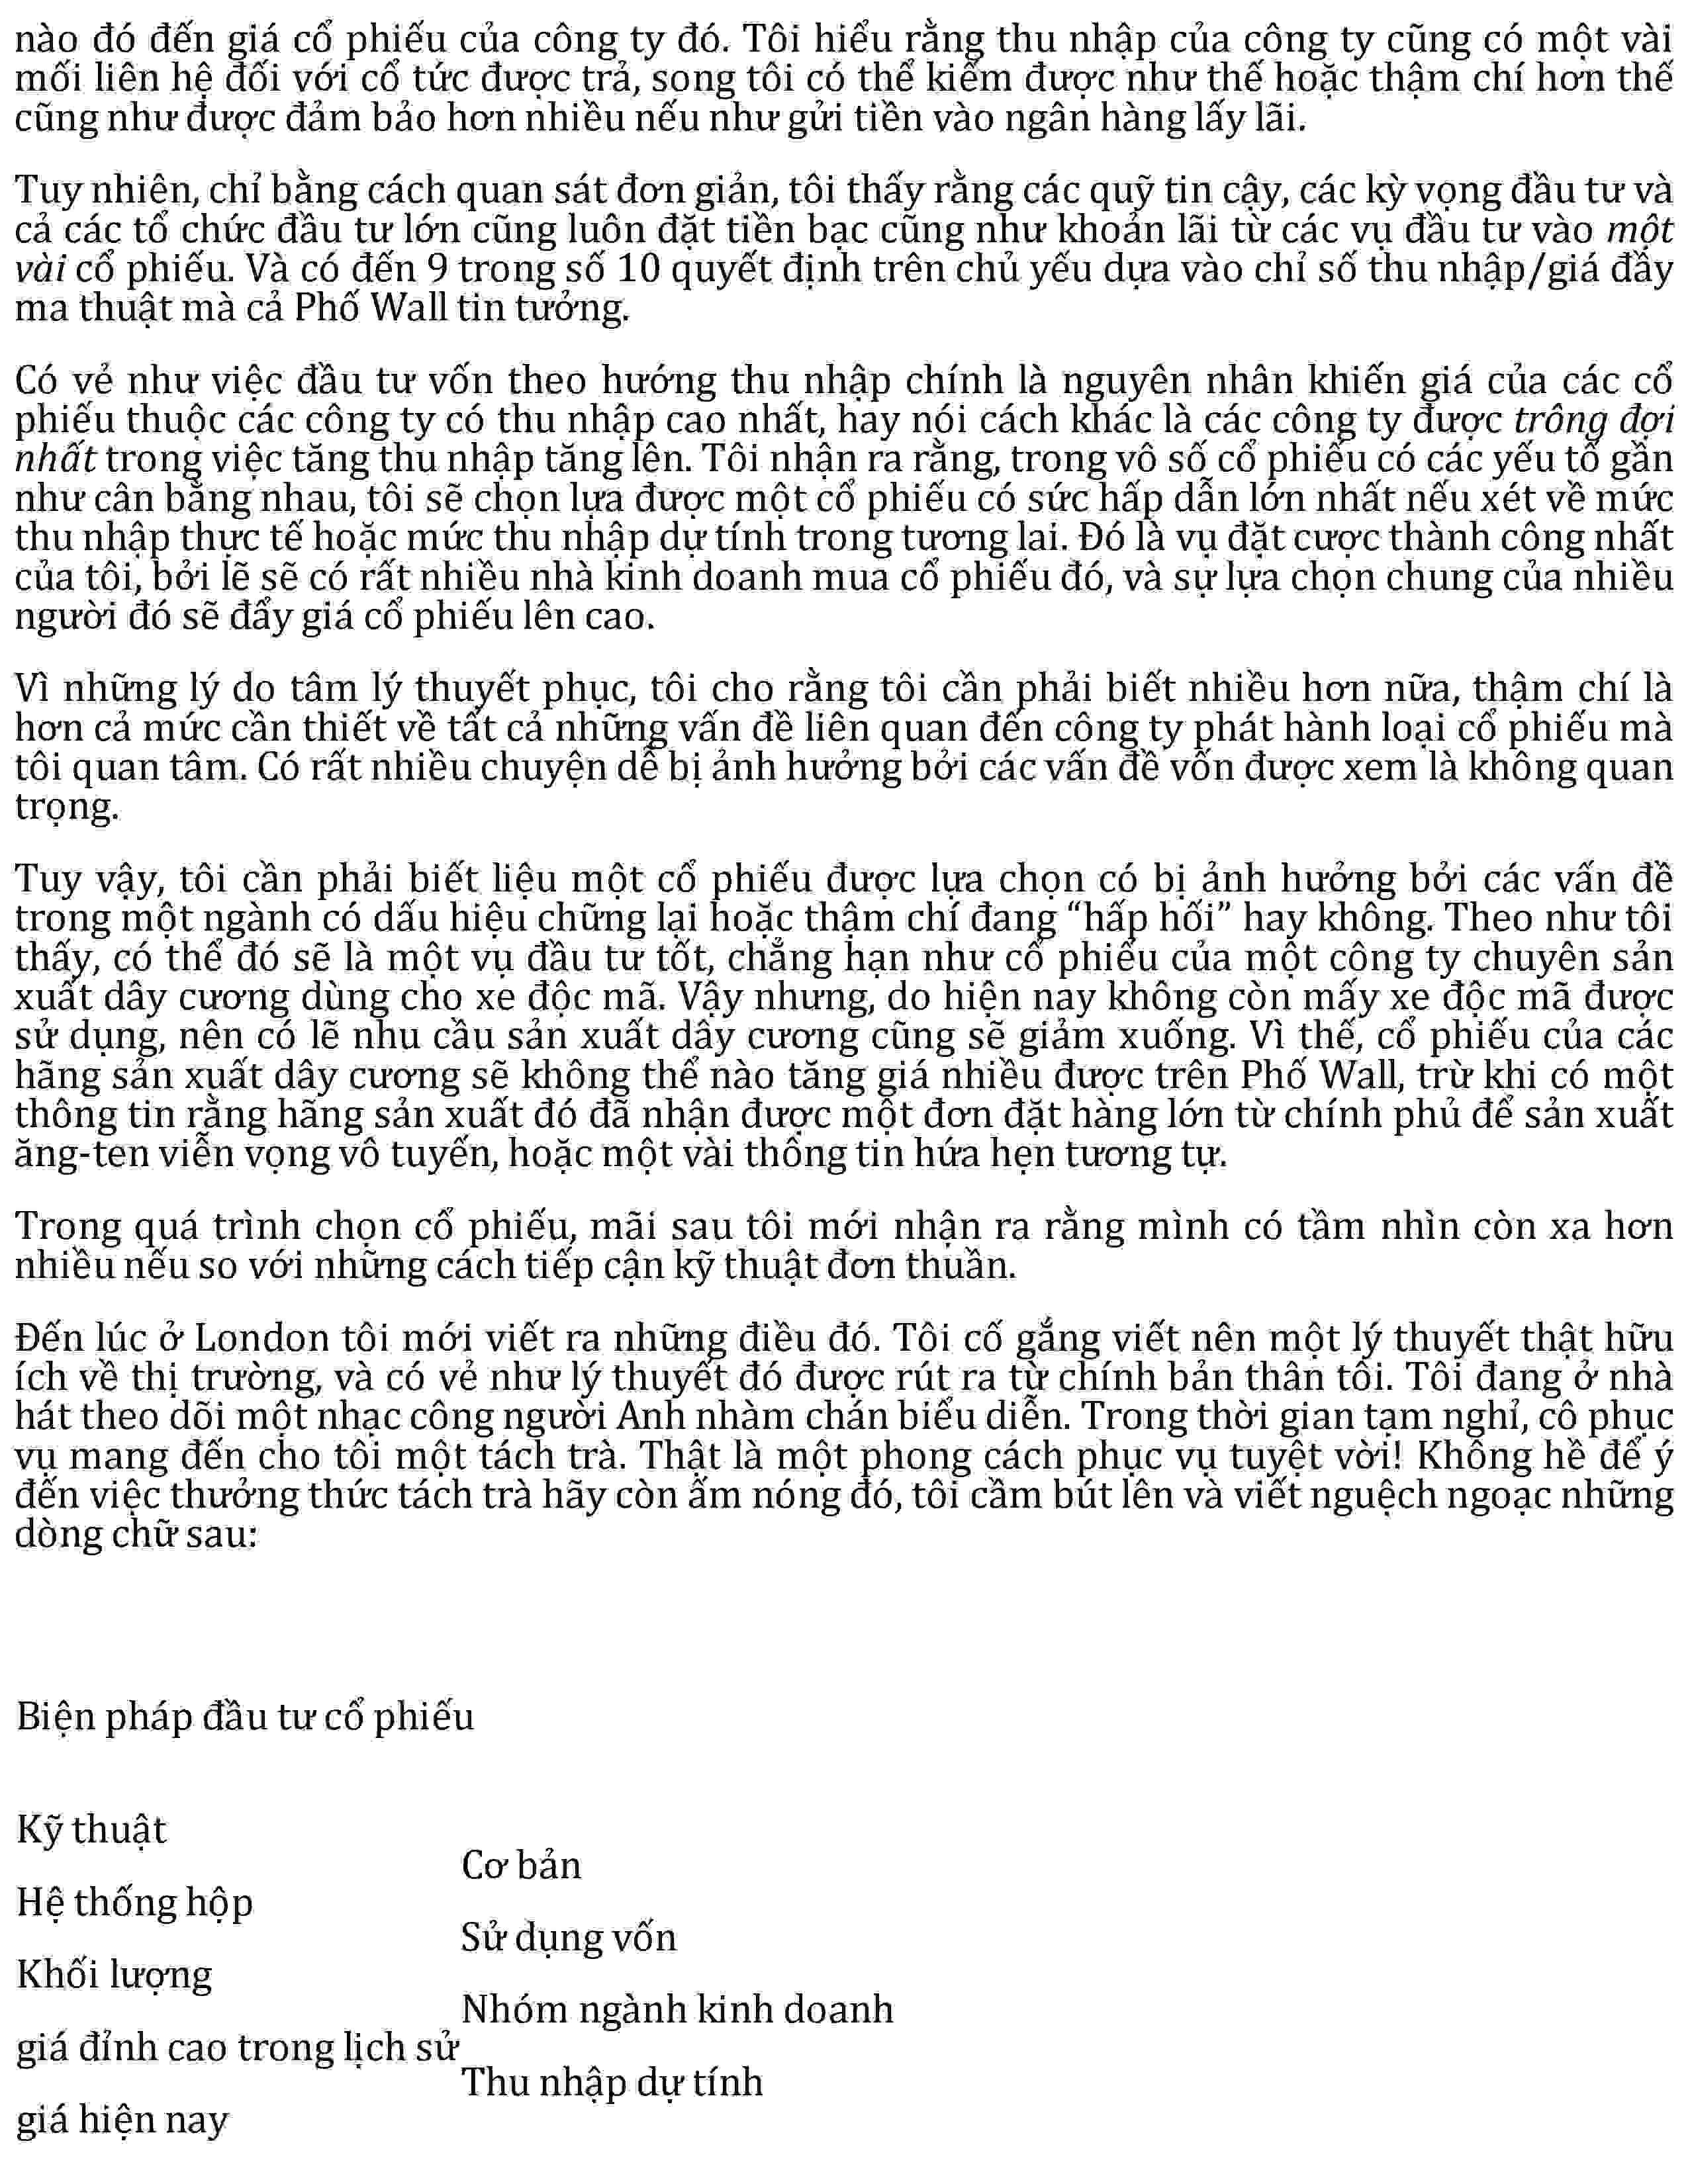 nào đó đến giá cổ phiếu của công ty đó. Tôi hiểu rằng thu nhập của công ty cũng có một vài
mối liên hệ đối với cổ tức được trả, song tôi có thể kiếm được như thế hoặc thậm chí hơn thế
cũng như được đảm bảo hơn nhiều nếu như gửi tiền vào ngân hàng lấy lãi.
Tuy nhiên, chỉ bằng cách quan sát đơn giản, tôi thấy rằng các quỹ tin cậy, các kỳ vọng đầu tư và
cả các tổ chức đầu tư lớn cũng luôn đặt tiền bạc cũng như khoản lãi từ các vụ đầu tư vào một
vài cổ phiếu. Và có đến 9 trong số 10 quyết định trên chủ yếu dựa vào chỉ số thu nhập/giá đầy
ma thuật mà cả Phố Wall tin tưởng.
Có vẻ như việc đầu tư vốn theo hướng thu nhập chính là nguyên nhân khiến giá của các cổ
phiếu thuộc các công ty có thu nhập cao nhất, hay nói cách khác là các công ty được trông đợi
nhất trong việc tăng thu nhập tăng lên. Tôi nhận ra rằng, trong vô số cổ phiếu có các yếu tố gần
như cân bằng nhau, tôi sẽ chọn lựa được một cổ phiếu có sức hấp dẫn lớn nhất nếu xét về mức
thu nhập thực tế hoặc mức thu nhập dự tính trong tương lai. Đó là vụ đặt cược thành công nhất
của tôi, bởi lẽ sẽ có rất nhiều nhà kinh doanh mua cổ phiếu đó, và sự lựa chọn chung của nhiều
người đó sẽ đẩy giá cổ phiếu lên cao.
Vì những lý do tâm lý thuyết phục, tôi cho rằng tôi cần phải biết nhiều hơn nữa, thậm chí là
hơn cả mức cần thiết về tất cả những vấn đề liên quan đến công ty phát hành loại cổ phiếu mà
tôi quan tâm. Có rất nhiều chuyện dễ bị ảnh hưởng bởi các vấn đề vốn được xem là không quan
trọng.
Tuy vậy, tôi cần phải biết liệu một cổ phiếu được lựa chọn có bị ảnh hưởng bởi các vấn đề
trong một ngành có dấu hiệu chững lại hoặc thậm chí đang “hấp hối” hay không. Theo như tôi
thấy, có thể đó sẽ là một vụ đầu tư tốt, chẳng hạn như cổ phiếu của một công ty chuyên sản
xuất dây cương dùng cho xe độc mã. Vậy nhưng, do hiện nay không còn mấy xe độc mã được
sử dụng, nên có lẽ nhu cầu sản xuất dây cương cũng sẽ giảm xuống. Vì thế, cổ phiếu của các
hãng sản xuất dây cương sẽ không thể nào tăng giá nhiều được trên Phố Wall, trừ khi có một
thông tin rằng hãng sản xuất đó đã nhận được một đơn đặt hàng lớn từ chính phủ để sản xuất
ăng-ten viễn vọng vô tuyến, hoặc một vài thông tin hứa hẹn tương tự.
Trong quá trình chọn cổ phiếu, mãi sau tôi mới nhận ra rằng mình có tầm nhìn còn xa hơn
nhiều nếu so với những cách tiếp cận kỹ thuật đơn thuần.
Đến lúc ở London tôi mới viết ra những điều đó. Tôi cố gắng viết nên một lý thuyết thật hữu
ích về thị trường, và có vẻ như lý thuyết đó được rút ra từ chính bản thân tôi. Tôi đang ở nhà
hát theo dõi một nhạc công người Anh nhàm chán biểu diễn. Trong thời gian tạm nghỉ, cô phục
vụ mang đến cho tôi một tách trà. Thật là một phong cách phục vụ tuyệt vời! Không hề để ý
đến việc thưởng thức tách trà hãy còn ấm nóng đó, tôi cầm bút lên và viết nguệch ngoạc những
dòng chữ sau:
Biện pháp đầu tư cổ phiếu
Kỹ thuật
Hệ thống hộp
Khối lượng
giá đỉnh cao trong lịch sử
giá hiện nay
Cơ bản
Sử dụng vốn
Nhóm ngành kinh doanh
Thu nhập dự tính